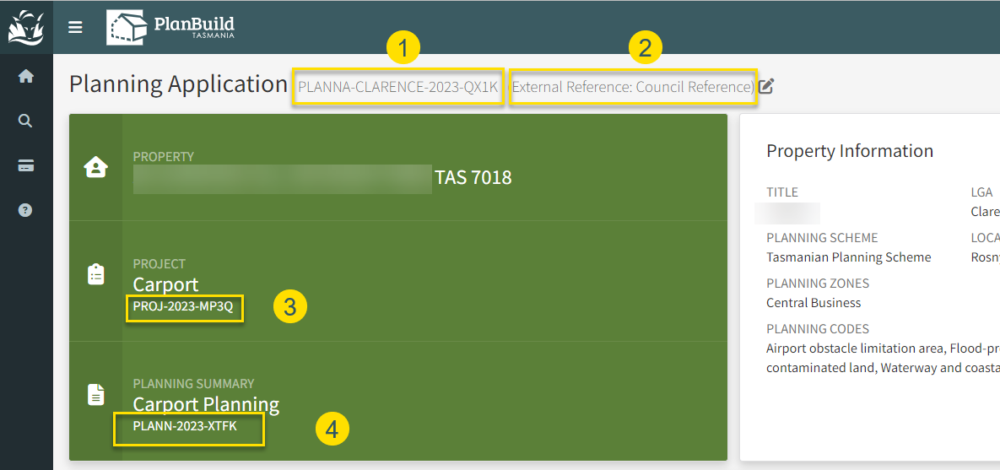 PlanBuild
TASMANIA
1
2
Planning Application PLANNA-CLARENCE-2023-QX1K (External Reference: Council Reference)
PROPERTY
TAS 7018
PROJECT
Carport
PROJ-2023-MP3Q
3
PLANNING SUMMARY
Carport Planning
PLANN-2023-XTFK
4
Property Information
TITLE
LGA
Clare
PLANNING SCHEME
LOCA
Tasmanian Planning Scheme
Rosny
PLANNING ZONES
Central Business
PLANNING CODES
Airport obstacle limitation area, Flood-pr
contaminated land, Waterway and coasta